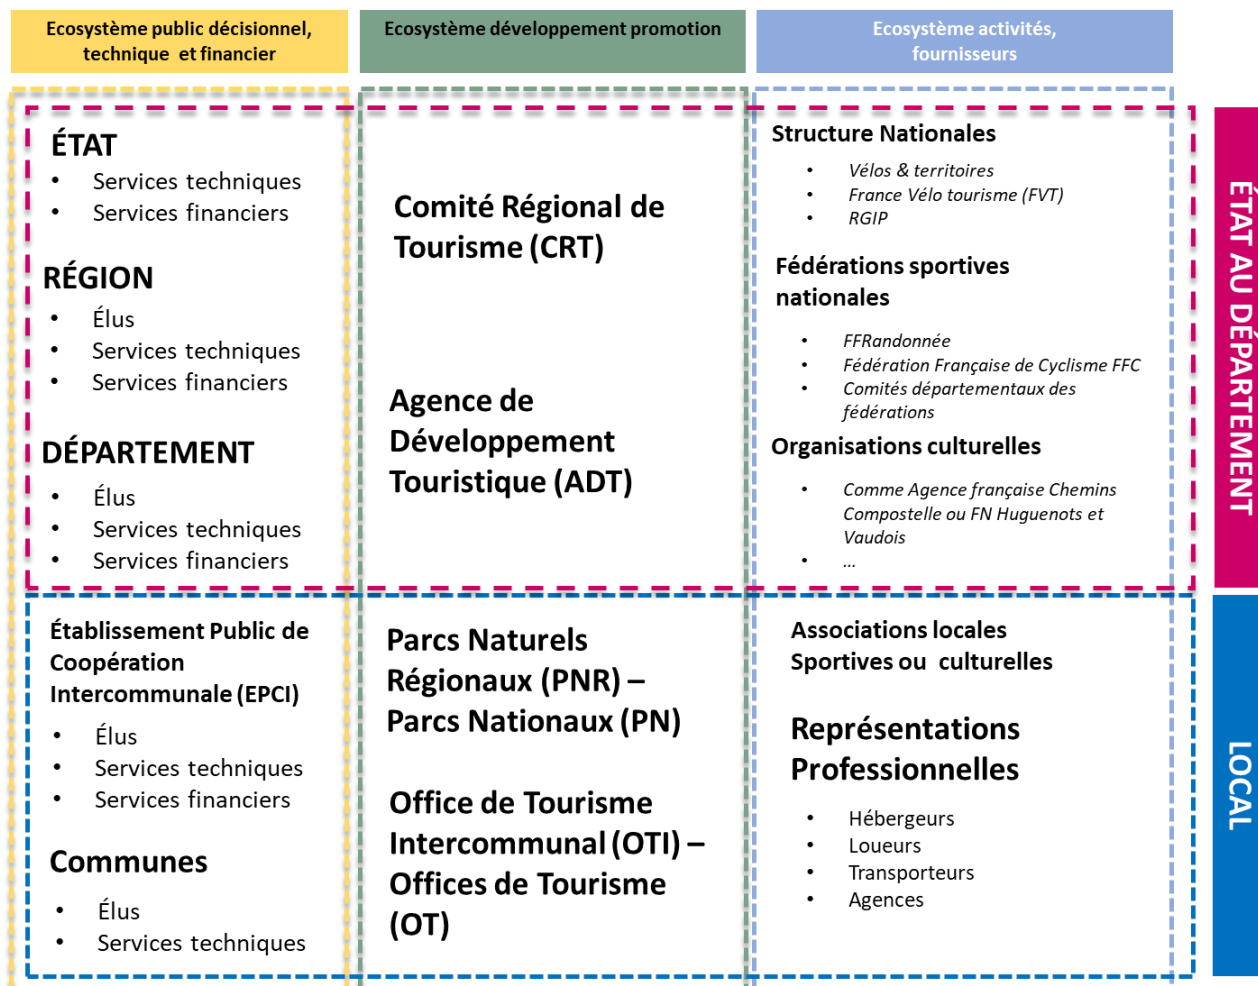 Ecosystème public décisionnel,
technique et financier
Ecosystème développement promotion
Ecosystème activités,
fournisseurs
ÉTAT
• Services techniques
• Services financiers
RÉGION
• Élus
• Services techniques
• Services financiers
DÉPARTEMENT
• Élus
• Services techniques
• Services financiers
Comité Régional de
Tourisme (CRT)
Agence de
Développement
Touristique (ADT)
Structure Nationales
• Vélos & territoires
• France Vélo tourisme (FVT)
• RGIP
Fédérations sportives
nationales
• FFRandonnée
• Fédération Française de Cyclisme FFC
• Comités départementaux des
fédérations
Organisations culturelles
• Comme Agence française Chemins
Compostelle ou FN Huguenots et
Vaudois
• ...
ÉTAT AU DÉPARTEMENT
Établissement Public de
Coopération
Intercommunale (EPCI)
• Élus
• Services techniques
• Services financiers
Communes
• Élus
• Services techniques
Parcs Naturels
Régionaux (PNR) –
Parcs Nationaux (PN)
Office de Tourisme
Intercommunal (OTI) –
Offices de Tourisme
(OT)
Associations locales
Sportives ou culturelles
Représentations
Professionnelles
• Hébergeurs
• Loueurs
• Transporteurs
• Agences
LOCAL